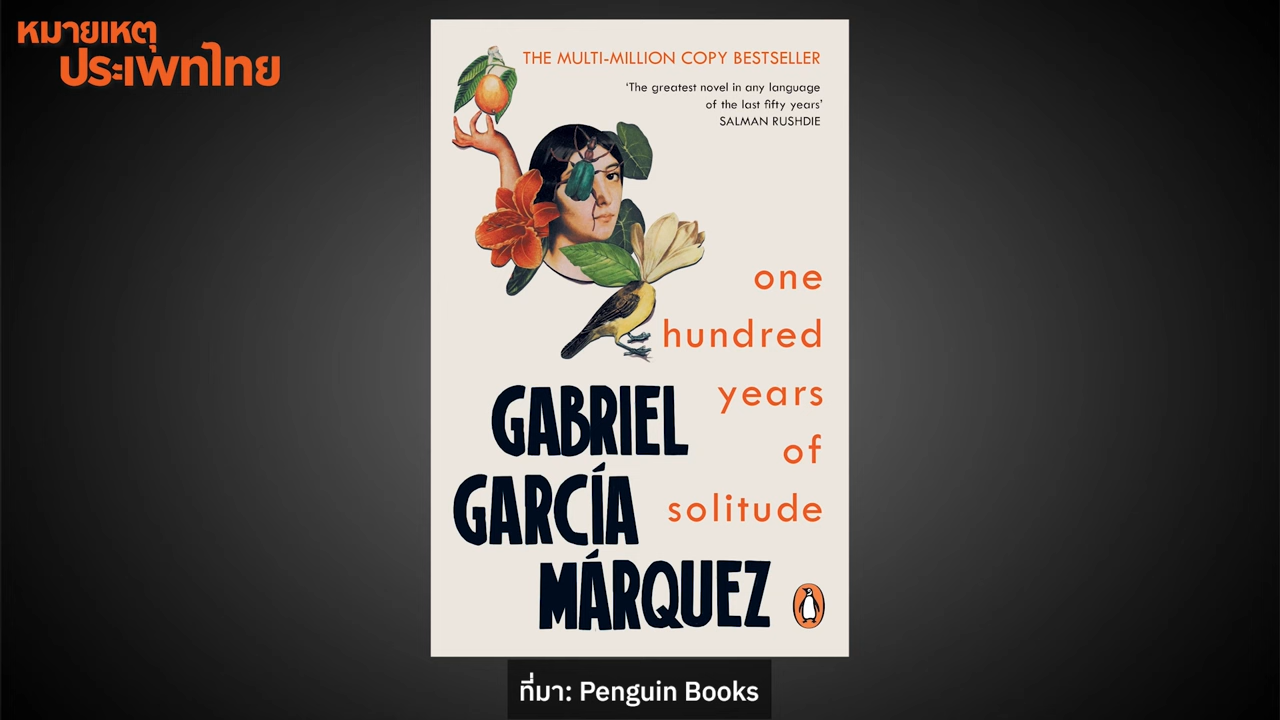 หมายเหตุ
ประเพทไทย
THE MULTI-MILLION COPY BESTSELLER
‘The greatest novel in any language
of the last fifty years’
SALMAN RUSHDIE
one
hundred
years
of
solitude
GABRIEL
GARCÍA
MÁRQUEZ
ที่มา: Penguin Books